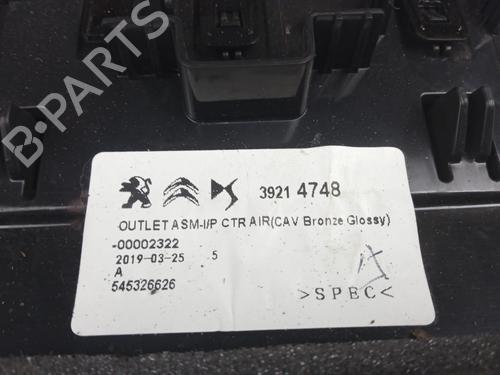 B-PARTS
3921 4748
OUTLET ASM-I/P CTR AIR(CAV Bronze Glossy)
-00002322
2019-03-25 5
A
545326626
>SPEC<